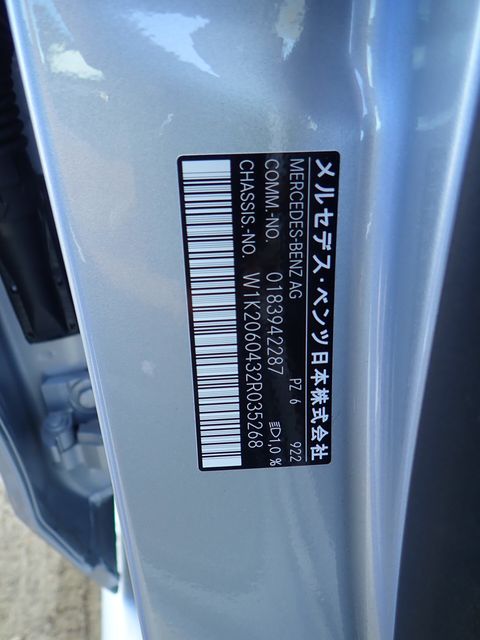 メルセデス・ベンツ日本株式会社
MERCEDES-BENZ AG 922
COMM.-NO. 0183942287 PZ 6 1,0 %
CHASSIS.-NO. W1K2060432R035268